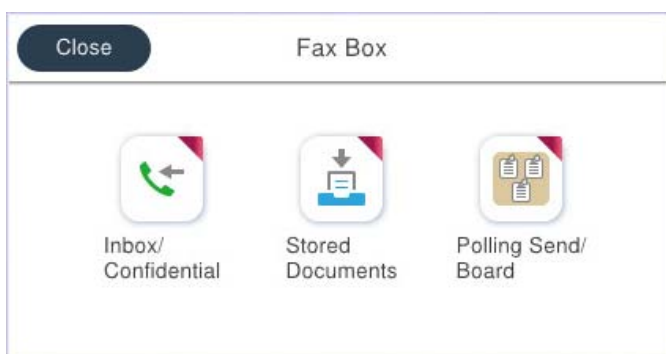 Close
Fax Box
Inbox/
Confidential
Stored
Documents
Polling Send/
Board